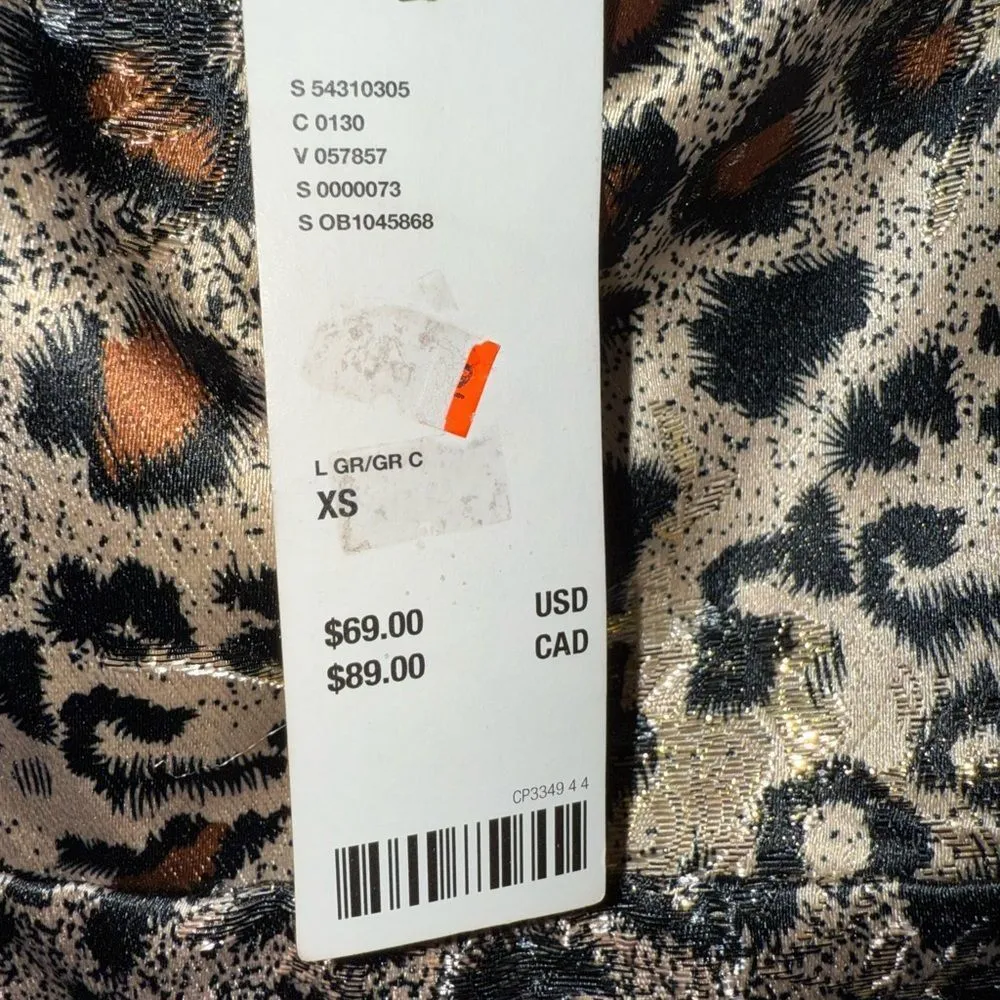 S 54310305
C 0130
V 057857
S 0000073
S OB1045868
L GR/GR C
XS
$69.00 USD
$89.00 CAD
CP3349 4 4